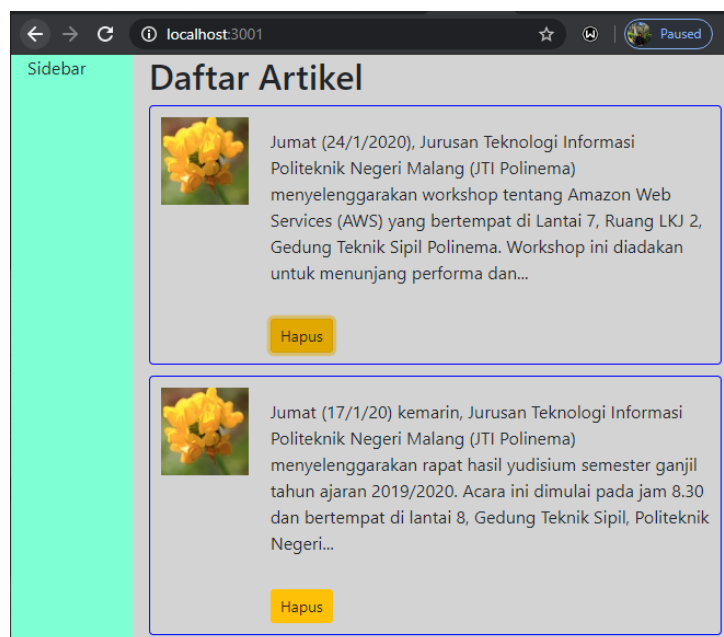 localhost:3001
Paused
Sidebar
Daftar Artikel
Jumat (24/1/2020), Jurusan Teknologi Informasi
Politeknik Negeri Malang (JTI Polinema)
menyelenggarakan workshop tentang Amazon Web
Services (AWS) yang bertempat di Lantai 7, Ruang LKJ 2,
Gedung Teknik Sipil Polinema. Workshop ini diadakan
untuk menunjang performa dan...
Hapus
Jumat (17/1/20) kemarin, Jurusan Teknologi Informasi
Politeknik Negeri Malang (JTI Polinema)
menyelenggarakan rapat hasil yudisium semester ganjil
tahun ajaran 2019/2020. Acara ini dimulai pada jam 8.30
dan bertempat di lantai 8, Gedung Teknik Sipil, Politeknik
Negeri...
Hapus